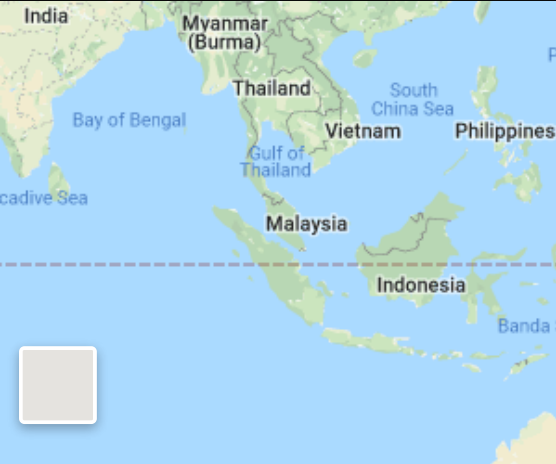 India
Myanmar
(Burma)
Thailand
South
China Sea
Bay of Bengal
Vietnam
Philippines
Gulf of
Thailand
cadive Sea
Malaysia
Indonesia
Banda